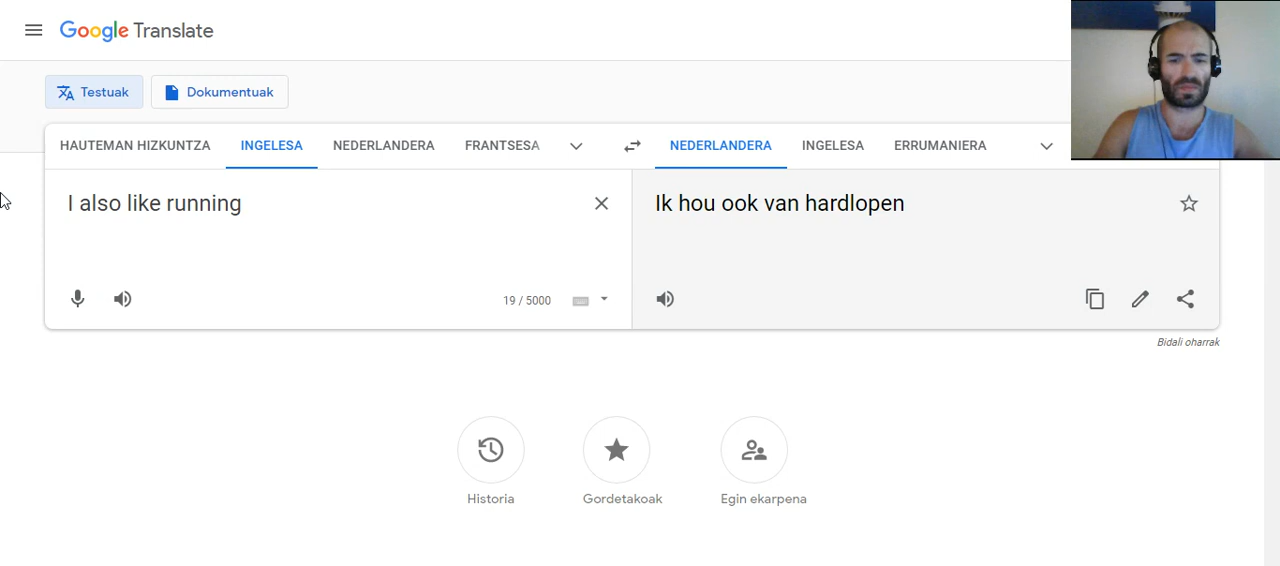 Google Translate
Testuak Dokumentuak
HAUTEMAN HIZKUNTZA INGELESA NEDERLANDERA FRANTSESA NEDERLANDERA INGELESA ERRUMANIERA
I also like running Ik hou ook van hardlopen
19 / 5000
Bidali oharrak
Historia Gordetakoak Egin ekarpena